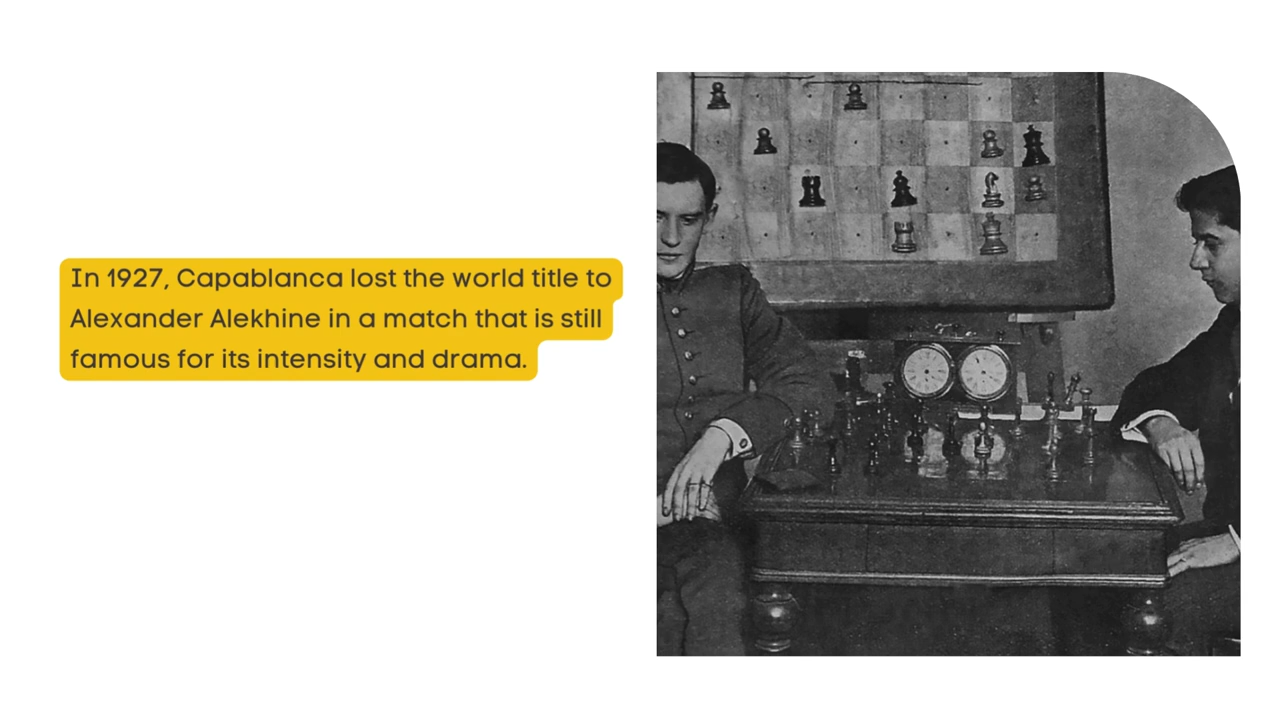 In 1927, Capablanca lost the world title to
Alexander Alekhine in a match that is still
famous for its intensity and drama.